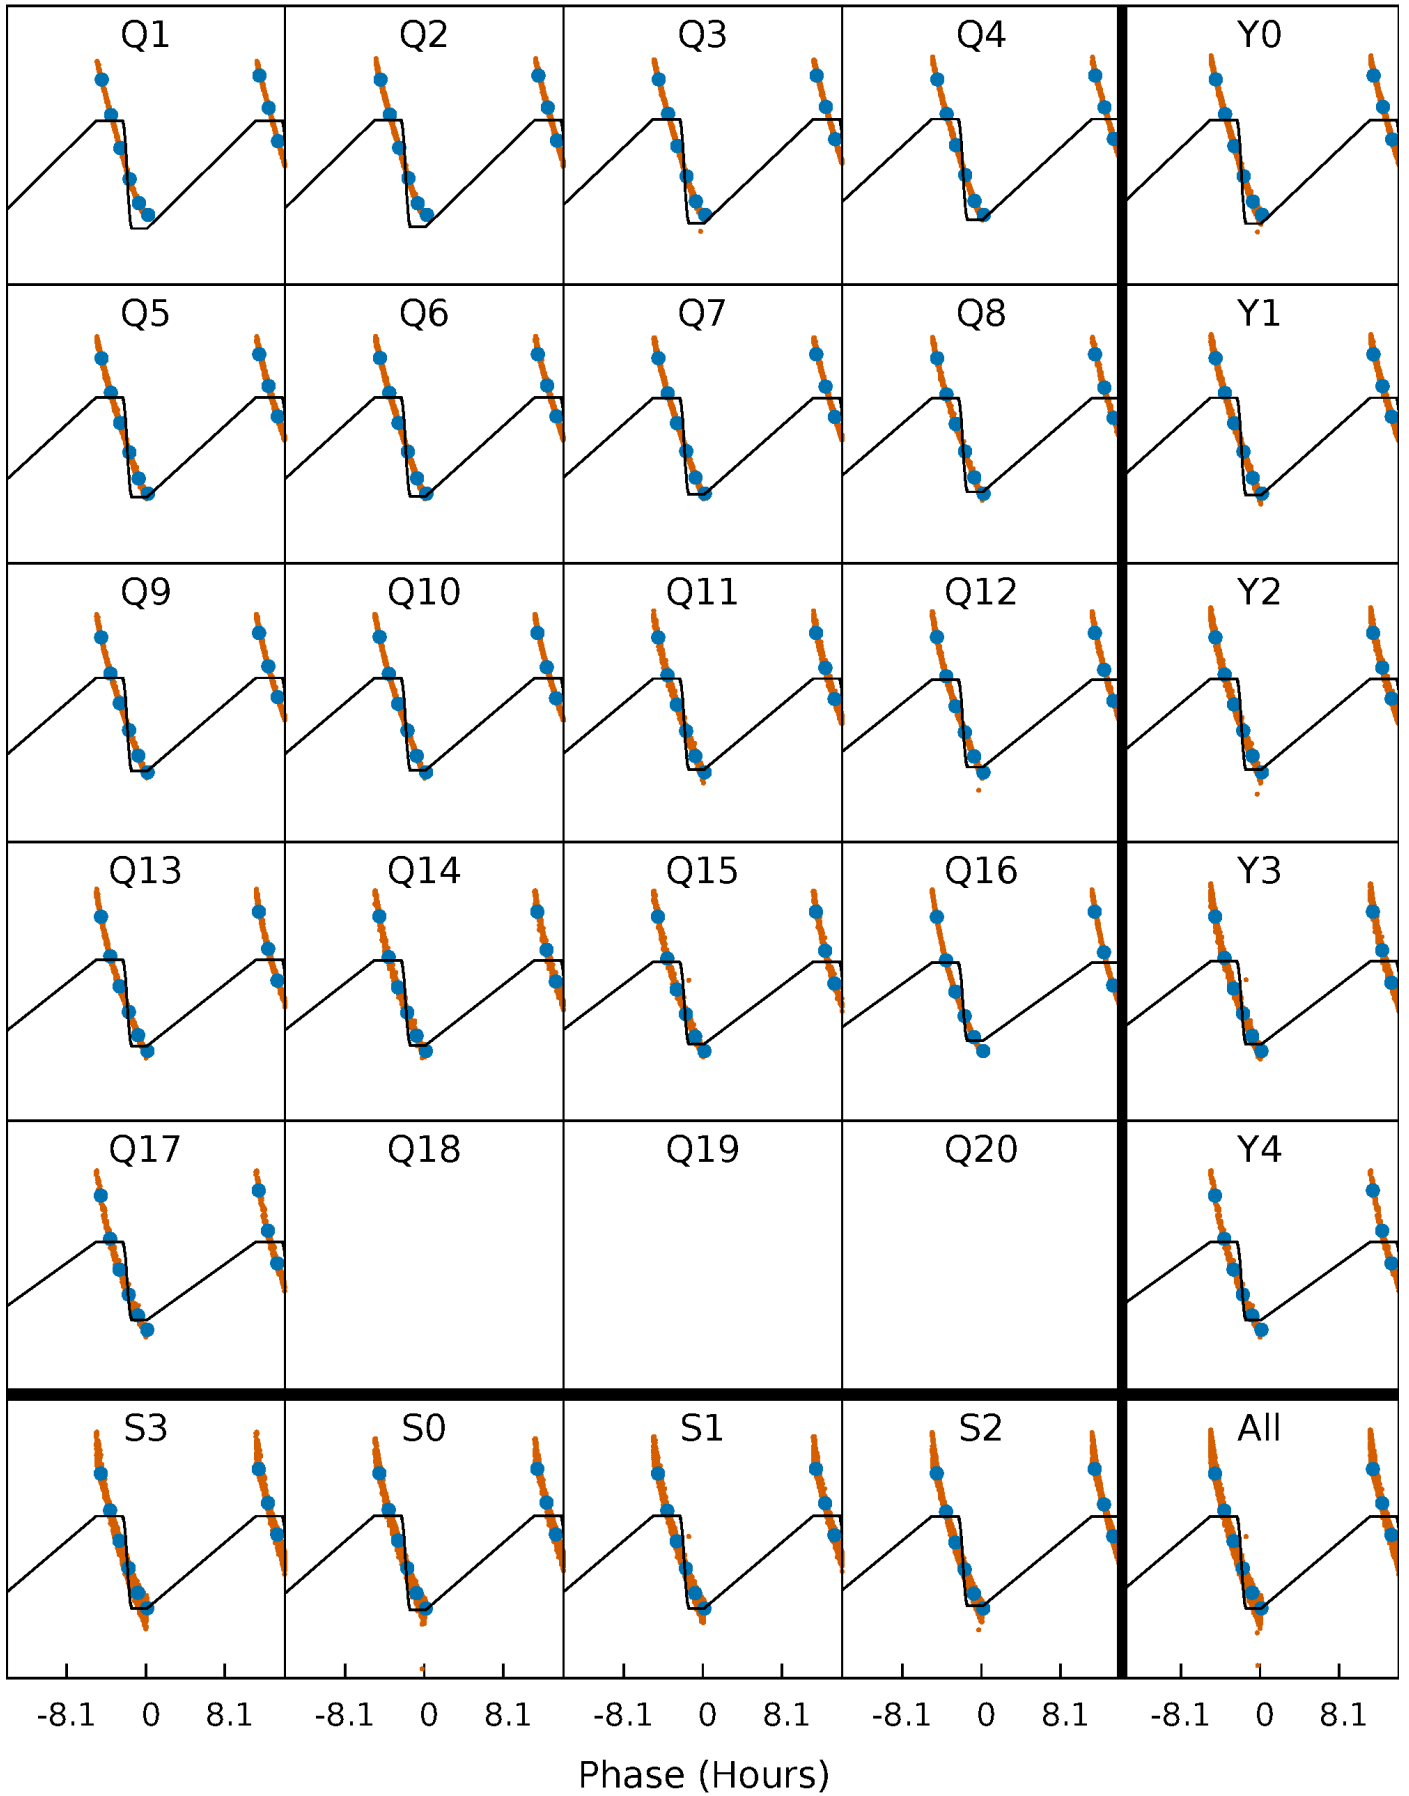 Q1 Q2 Q3 Q4 Y0
Q5 Q6 Q7 Q8 Y1
Q9 Q10 Q11 Q12 Y2
Q13 Q14 Q15 Q16 Y3
Q17 Q18 Q19 Q20 Y4
S3 S0 S1 S2 All
-8.1 0 8.1 -8.1 0 8.1 -8.1 0 8.1 -8.1 0 8.1 -8.1 0 8.1
Phase (Hours)